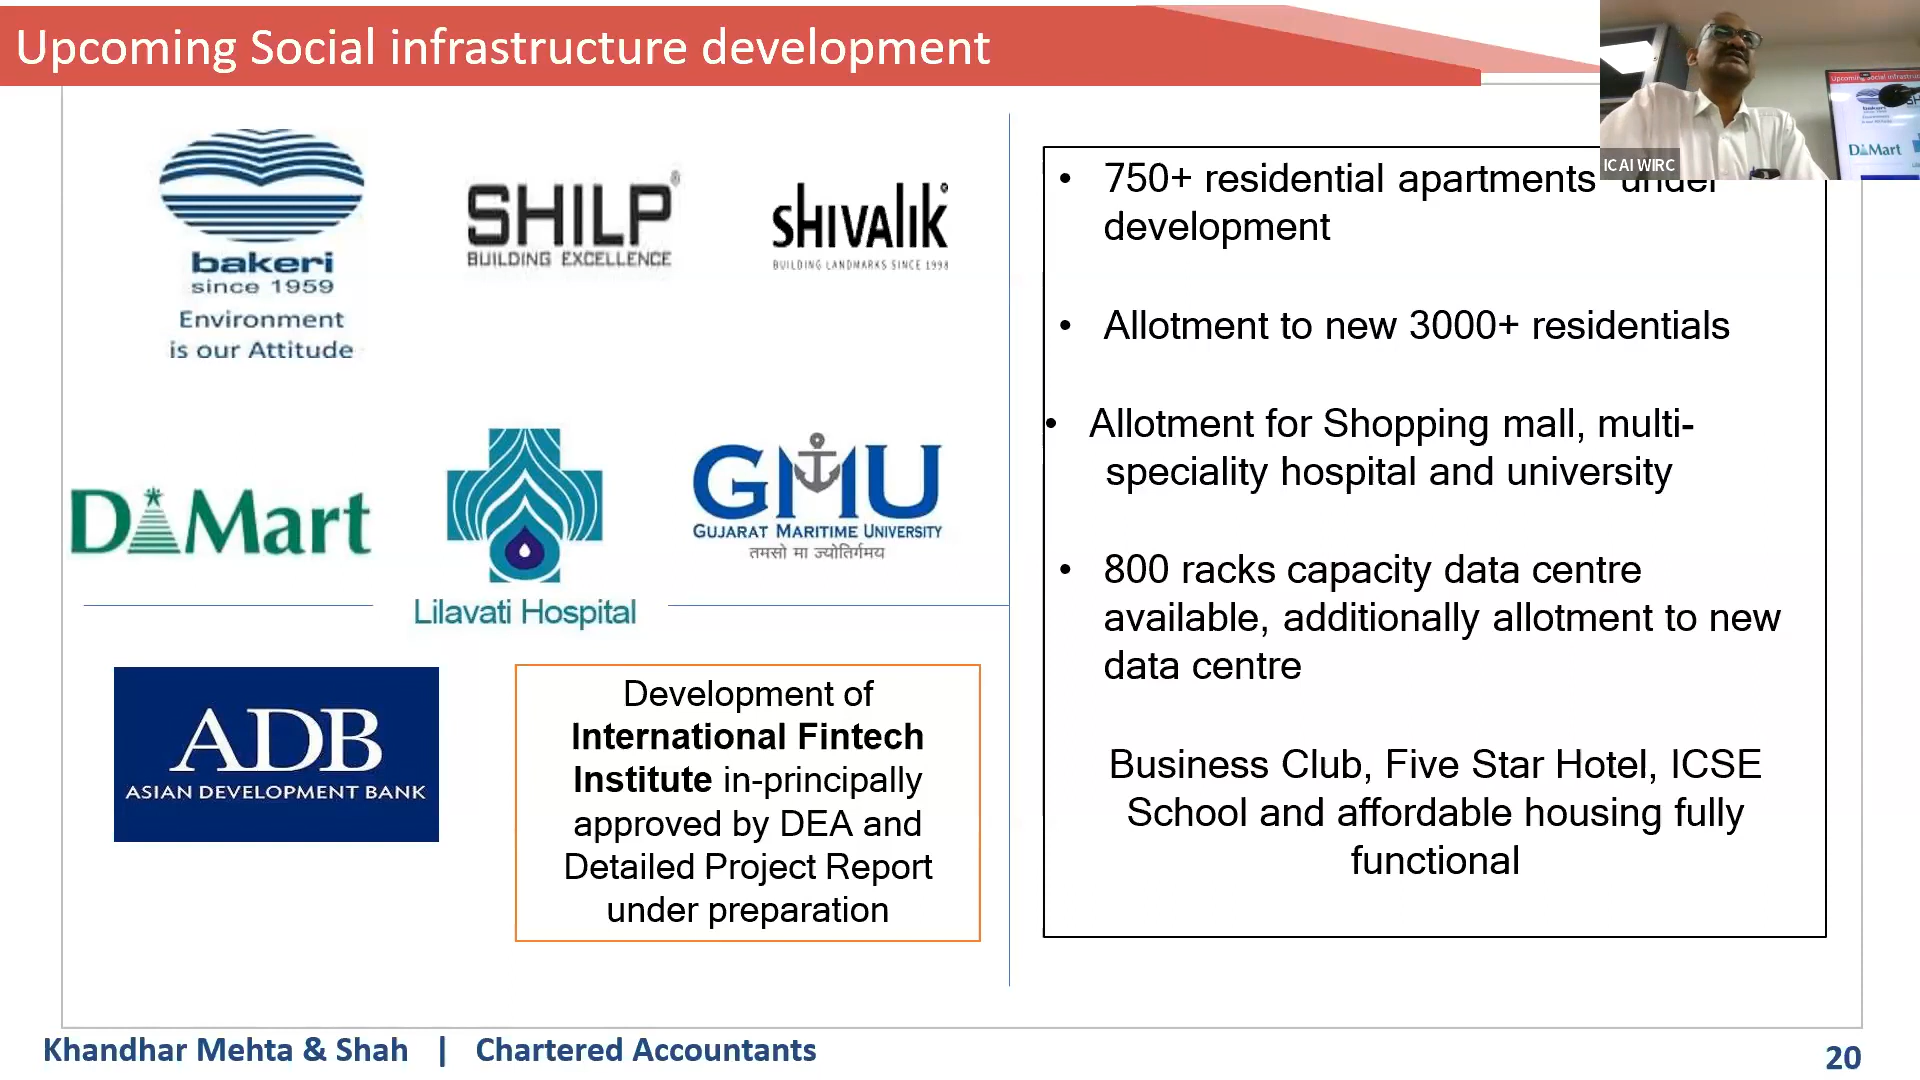 Upcoming Social infrastructure development
bakeri
since 1959
Environment
is our Attitude
SHILP®
BUILDING EXCELLENCE
SHIVALIK
BUILDING LANDMARKS SINCE 1998
DMart
Lilavati Hospital
GMU
GUJARAT MARITIME UNIVERSITY
तमसो मा ज्योतिर्गमय
ADB
ASIAN DEVELOPMENT BANK
Development of
International Fintech
Institute in-principally
approved by DEA and
Detailed Project Report
under preparation
• 750+ residential apartments under
development
• Allotment to new 3000+ residentials
• Allotment for Shopping mall, multi-
speciality hospital and university
• 800 racks capacity data centre
available, additionally allotment to new
data centre
Business Club, Five Star Hotel, ICSE
School and affordable housing fully
functional
ICAI WIRC
bakeri
DMart
Khandhar Mehta & Shah | Chartered Accountants
20